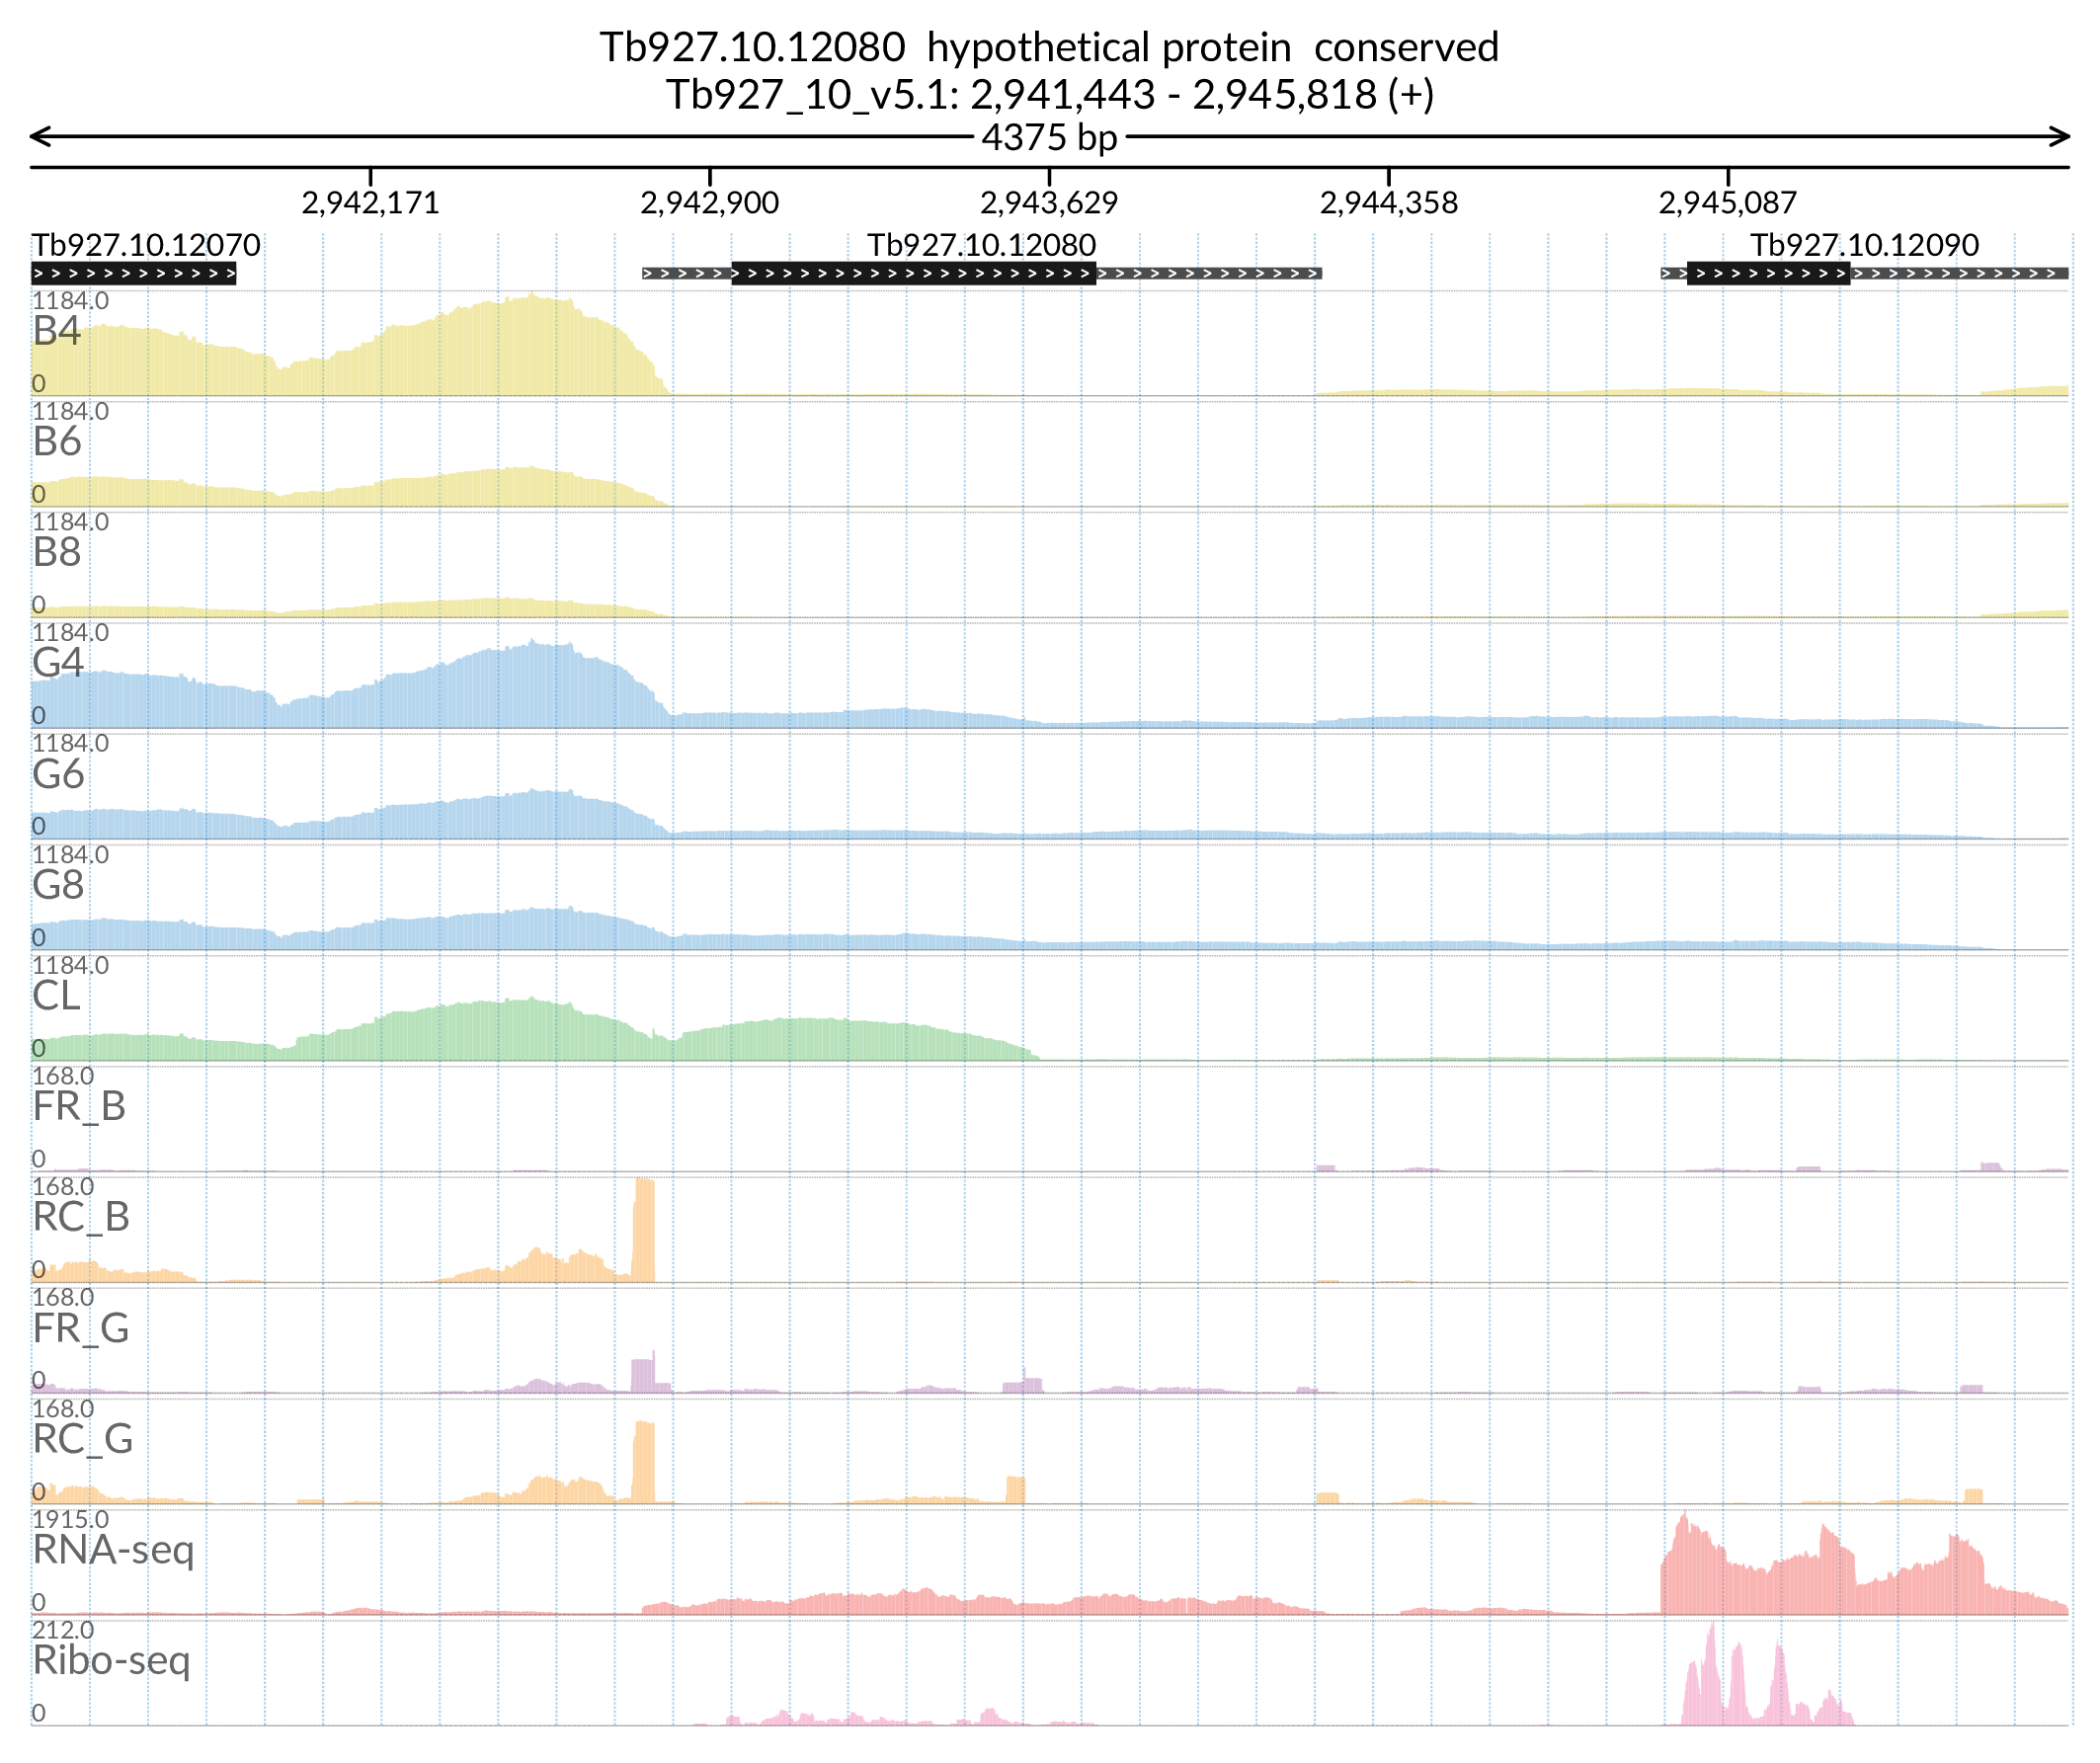 Tb927.10.12080  hypothetical protein  conserved
Tb927_10_v5.1: 2,941,443 - 2,945,818 (+)
4375 bp
2,942,171 2,942,900 2,943,629 2,944,358 2,945,087
Tb927.10.12070 Tb927.10.12080 Tb927.10.12090
1184.0
B4
0
1184.0
B6
0
1184.0
B8
0
1184.0
G4
0
1184.0
G6
0
1184.0
G8
0
1184.0
CL
0
168.0
FR_B
0
168.0
RC_B
0
168.0
FR_G
0
168.0
RC_G
0
1915.0
RNA-seq
0
212.0
Ribo-seq
0